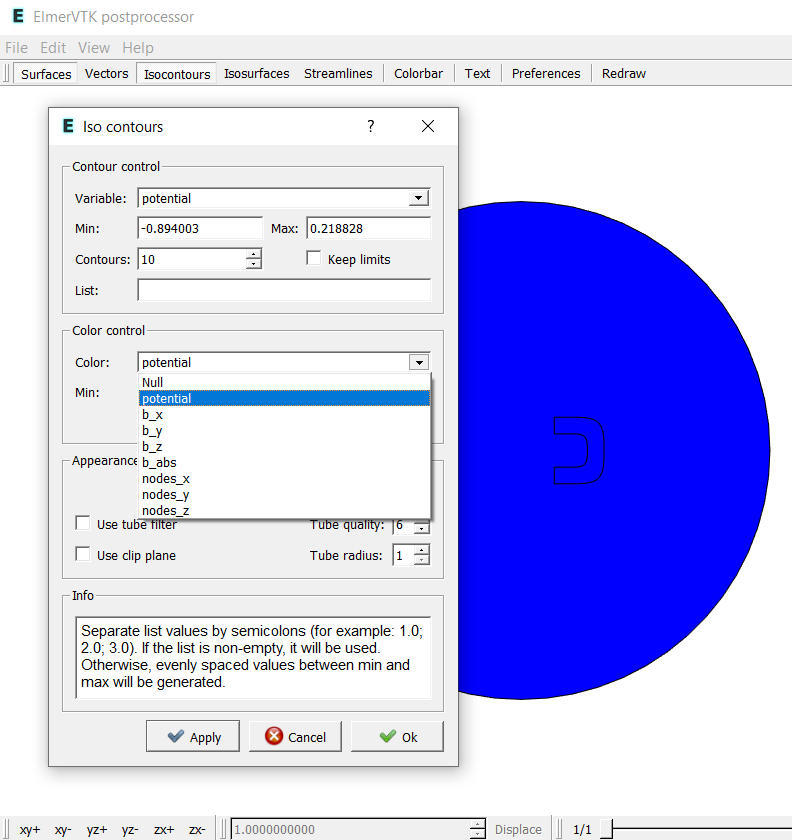 E ElmerVTK postprocessor
File Edit View Help
Surfaces Vectors Isocontours Isosurfaces Streamlines Colorbar Text Preferences Redraw
E Iso contours ?
Contour control
Variable: potential
Min: -0.894003 Max: 0.218828
Contours: 10 Keep limits
List:
Color control
Color: potential
Null
Min:
potential
b_x
b_y
b_z
b_abs
Appearance
nodes_x
nodes_y
nodes_z
Use tube filter Tube quality: 6
Use clip plane Tube radius: 1
Info
Separate list values by semicolons (for example: 1.0;
2.0; 3.0). If the list is non-empty, it will be used.
Otherwise, evenly spaced values between min and
max will be generated.
Apply Cancel Ok
xy+ xy- yz+ yz- zx+ zx- 1.0000000000 Displace 1/1